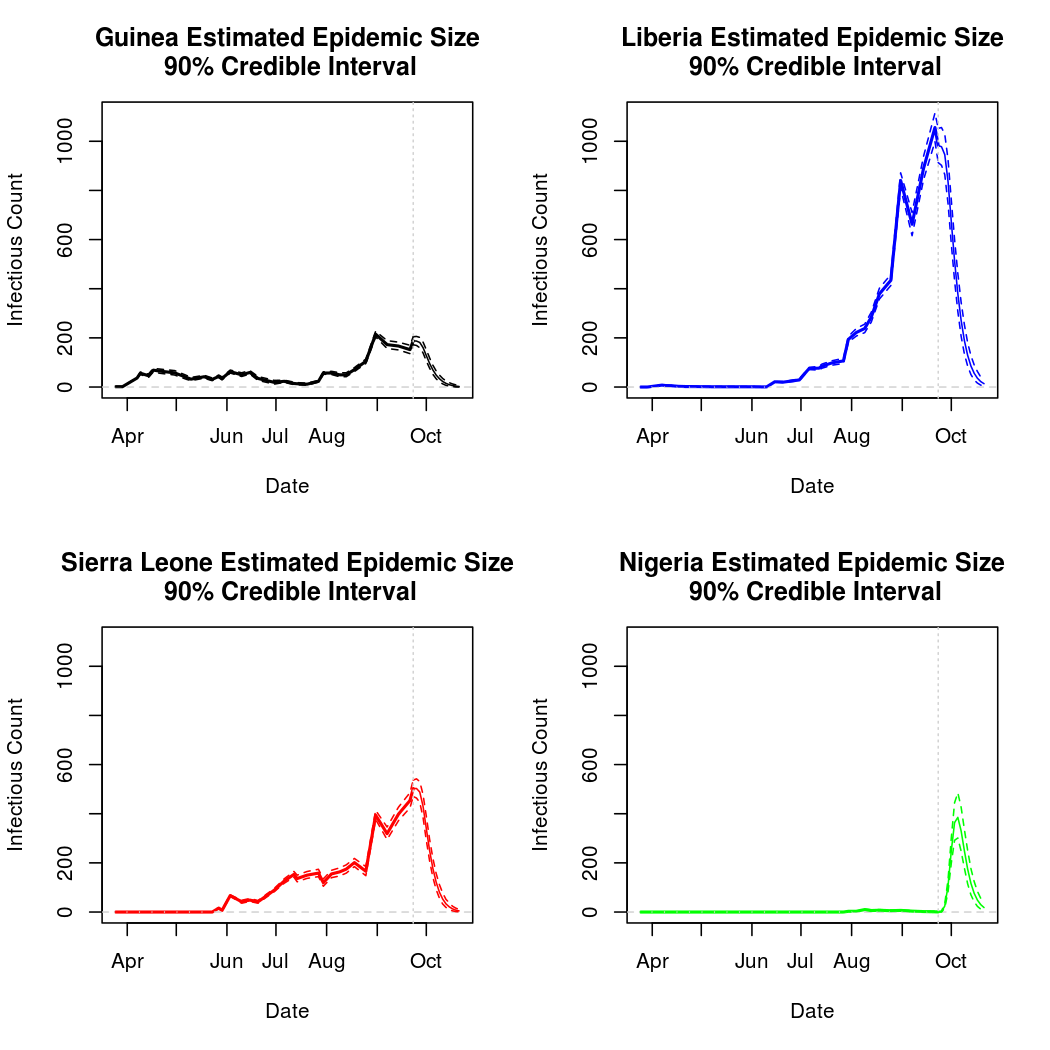 Guinea Estimated Epidemic Size
90% Credible Interval
Infectious Count
1000
600
200
0
Apr Jun Jul Aug Oct
Date
Liberia Estimated Epidemic Size
90% Credible Interval
Infectious Count
1000
600
200
0
Apr Jun Jul Aug Oct
Date
Sierra Leone Estimated Epidemic Size
90% Credible Interval
Infectious Count
1000
600
200
0
Apr Jun Jul Aug Oct
Date
Nigeria Estimated Epidemic Size
90% Credible Interval
Infectious Count
1000
600
200
0
Apr Jun Jul Aug Oct
Date